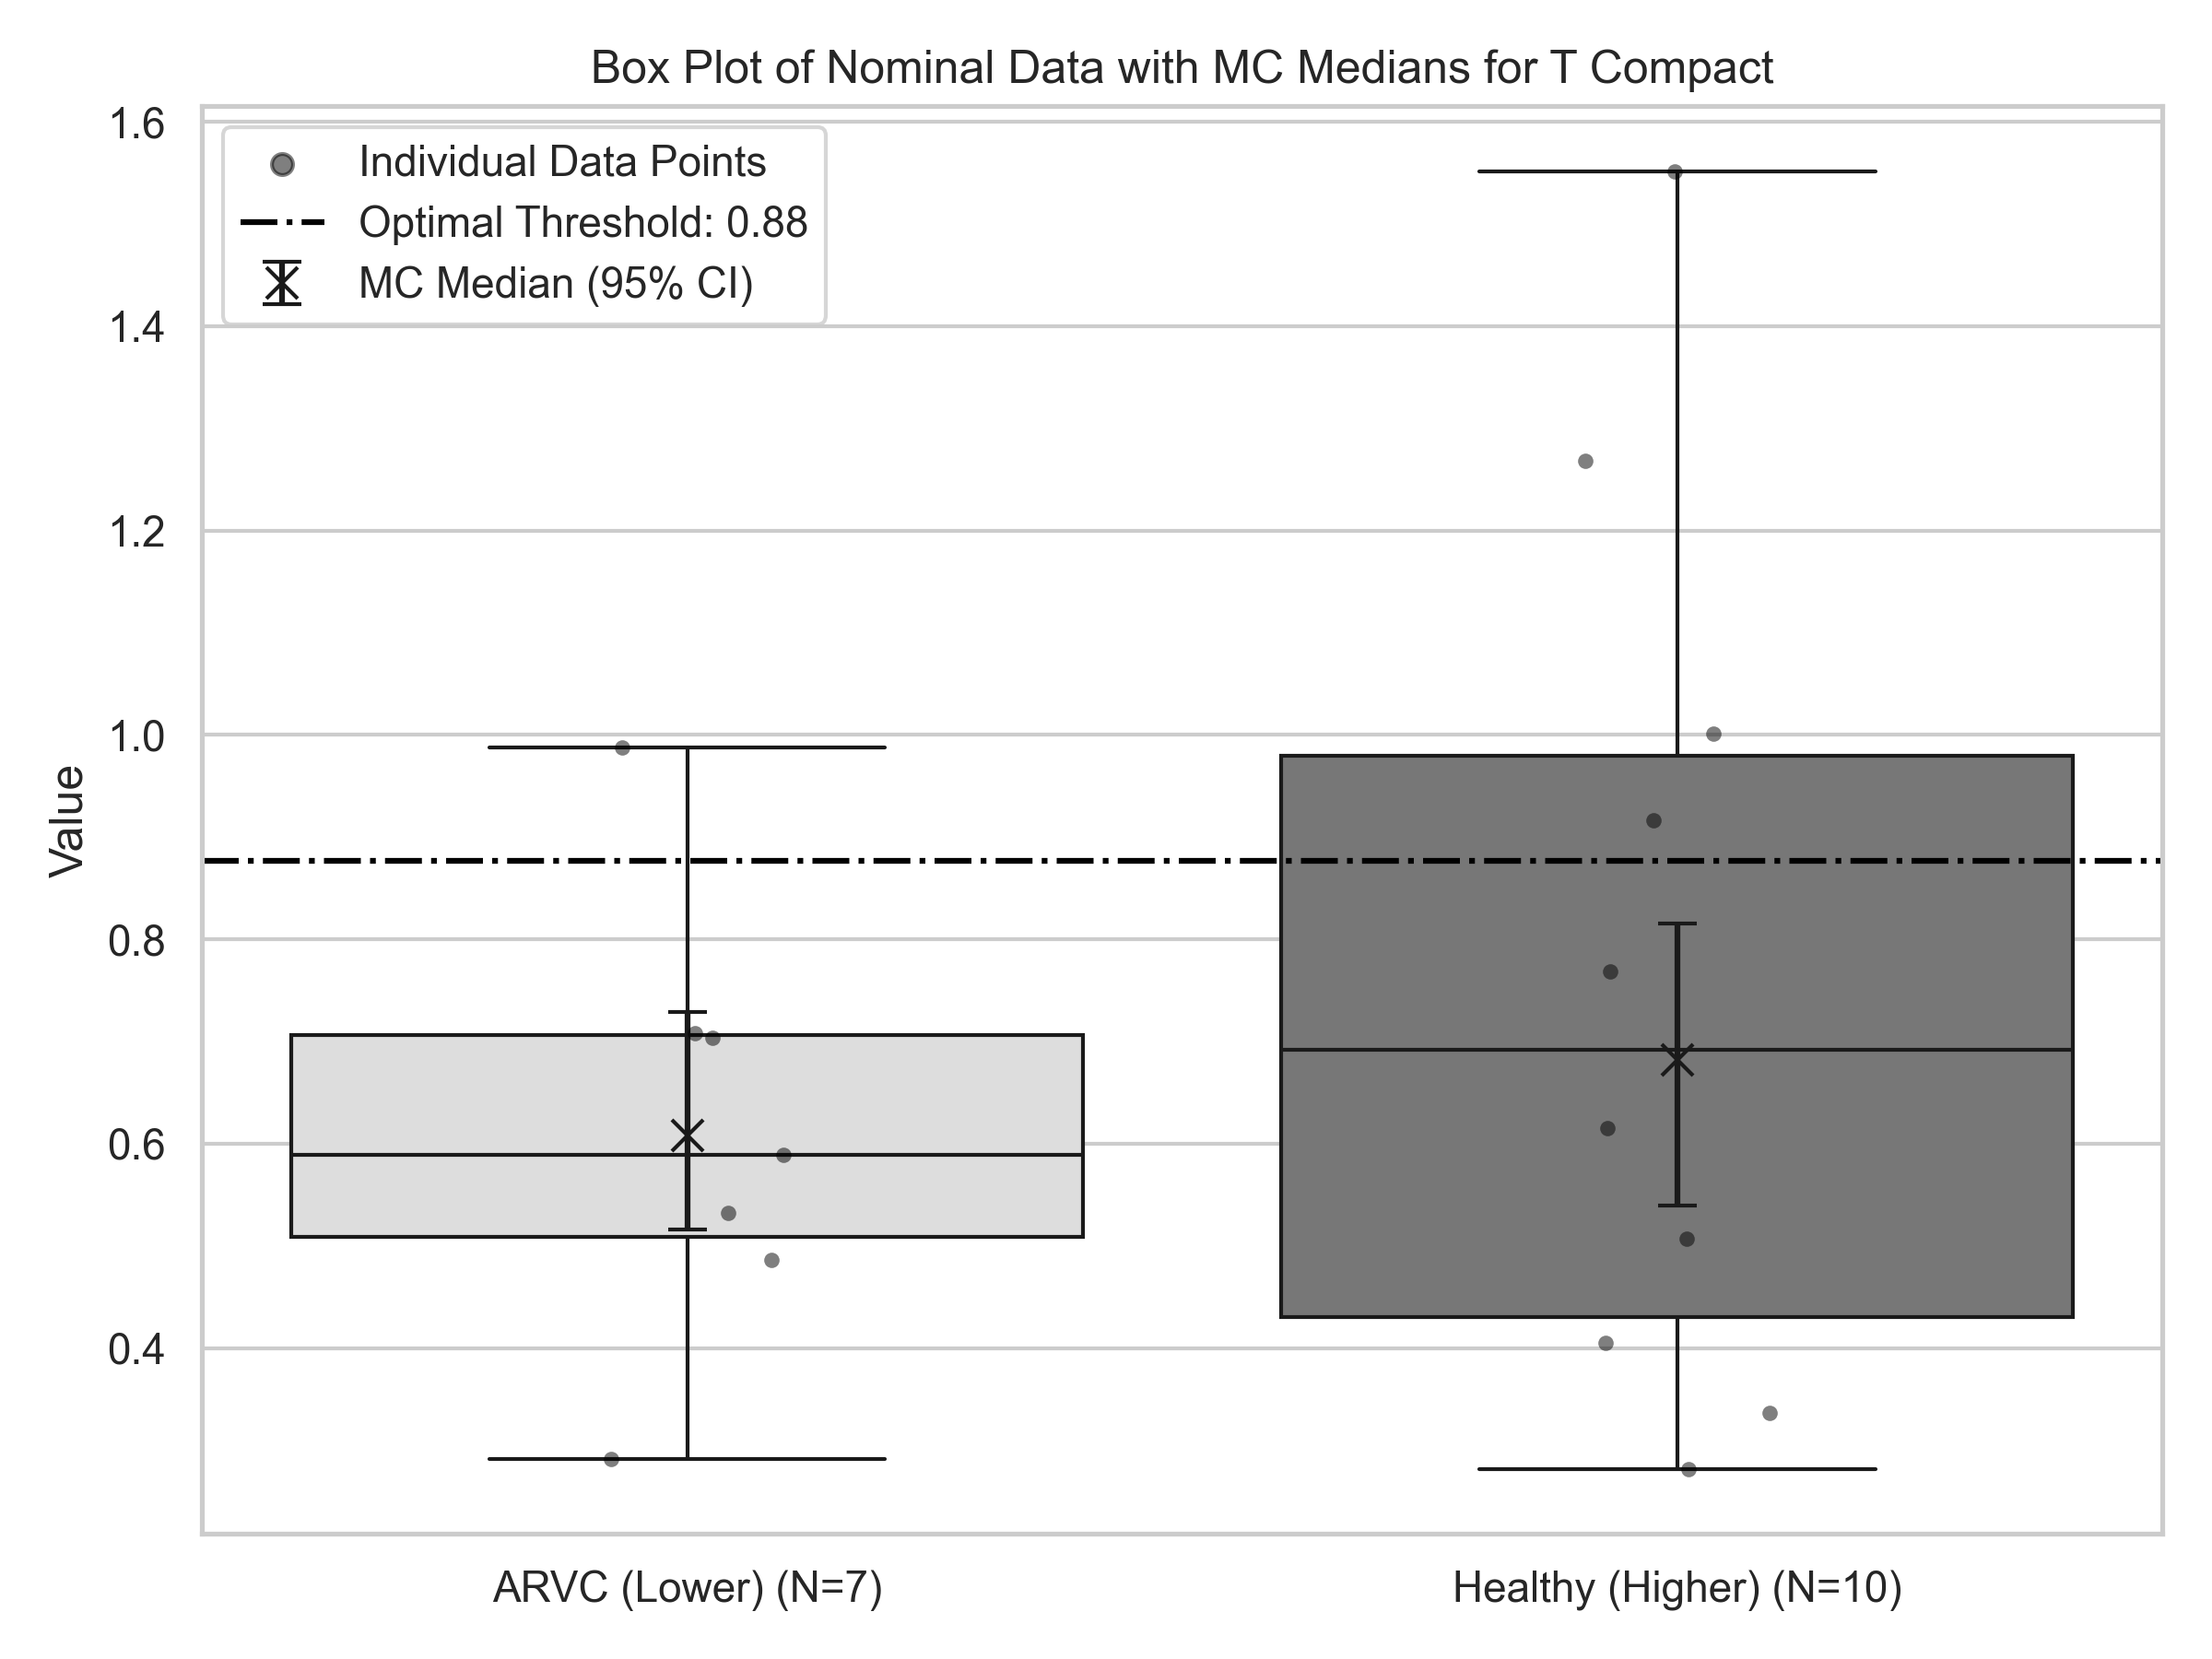 Box Plot of Nominal Data with MC Medians for T Compact
1.6
1.4
1.2
1.0
0.8
0.6
0.4
Value
Individual Data Points
Optimal Threshold: 0.88
MC Median (95% CI)
ARVC (Lower) (N=7)
Healthy (Higher) (N=10)